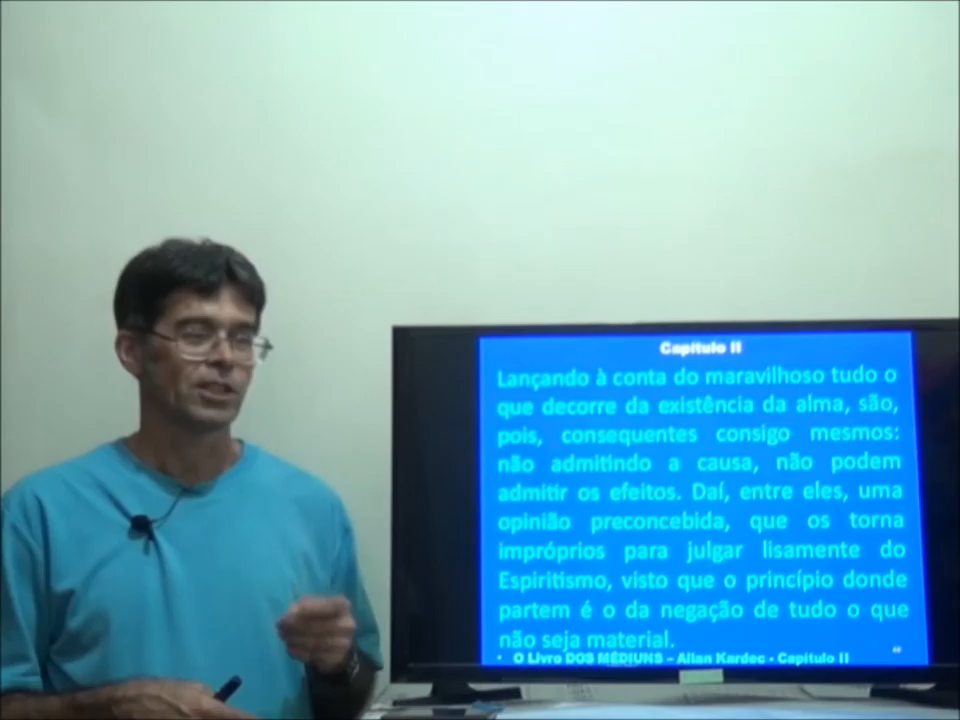 Capítulo II
Lançando à conta do maravilhoso tudo o
que decorre da existência da alma, são,
pois, consequentes consigo mesmos:
não admitindo a causa, não podem
admitir os efeitos. Daí, entre eles, uma
opinião preconcebida, que os torna
impróprios para julgar lisamente do
Espiritismo, visto que o princípio donde
partem é o da negação de tudo o que
não seja material.
• O Livro DOS MÉDIUNS – Allan Kardec - Capítulo II